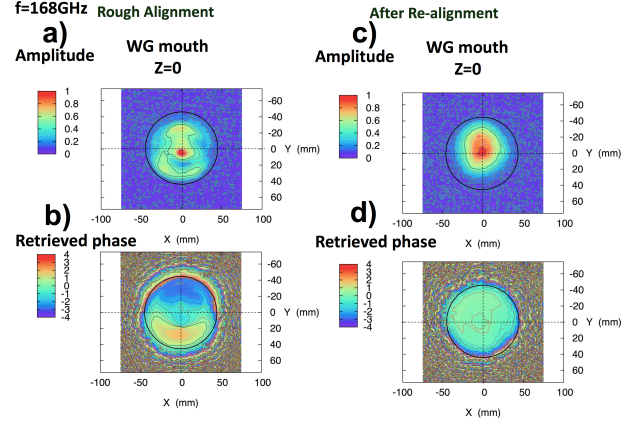 f=168GHz Rough Alignment
After Re-alignment
a)
Amplitude
WG mouth
Z=0
c)
Amplitude
WG mouth
Z=0
1
0.8
0.6
0.4
0.2
0
-60
-40
-20
0 Y (mm)
20
40
60
-100 -50 0 50 100
X (mm)
1
0.8
0.6
0.4
0.2
0
-60
-40
-20
0 Y (mm)
20
40
60
-100 -50 0 50 100
X (mm)
b)
Retrieved phase
4
3
2
1
0
-1
-2
-3
-4
-60
-40
-20
0 Y (mm)
20
40
60
-100 -50 0 50 100
X (mm)
d)
Retrieved phase
4
3
2
1
0
-1
-2
-3
-4
-60
-40
-20
0 Y (mm)
20
40
60
-100 -50 0 50 100
X (mm)